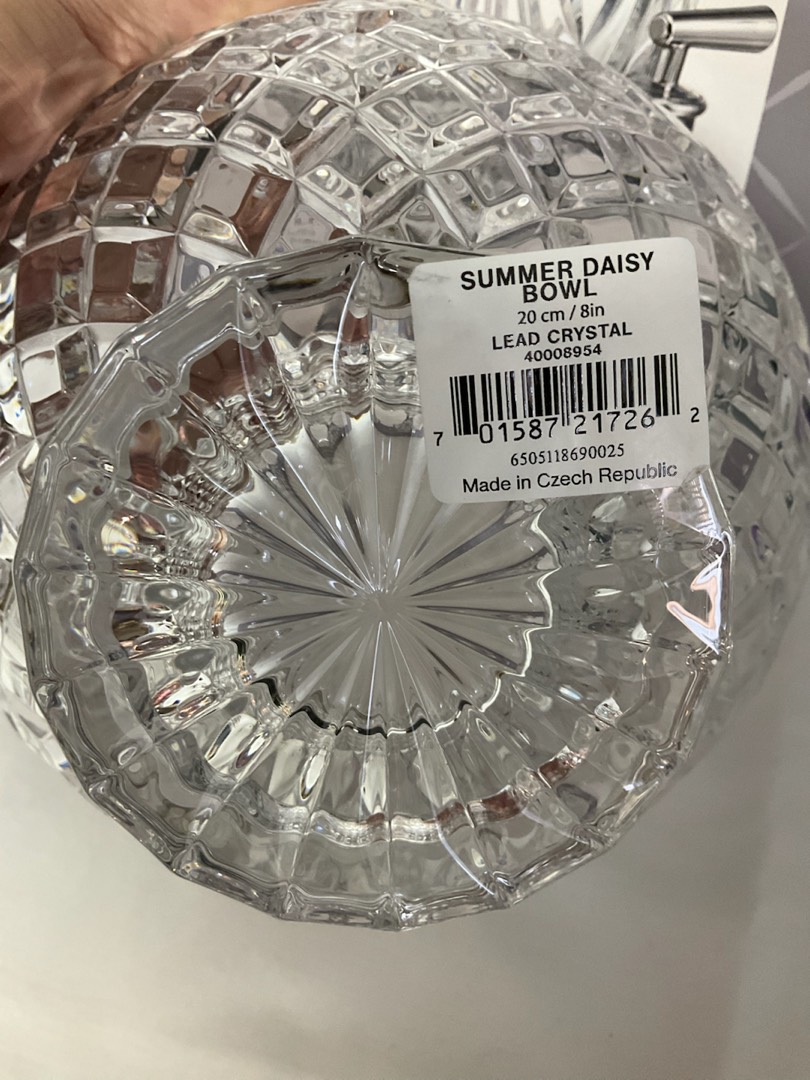 SUMMER DAISY
BOWL
20 cm / 8in
LEAD CRYSTAL
40008954
7 01587 21726 2
6505118690025
Made in Czech Republic